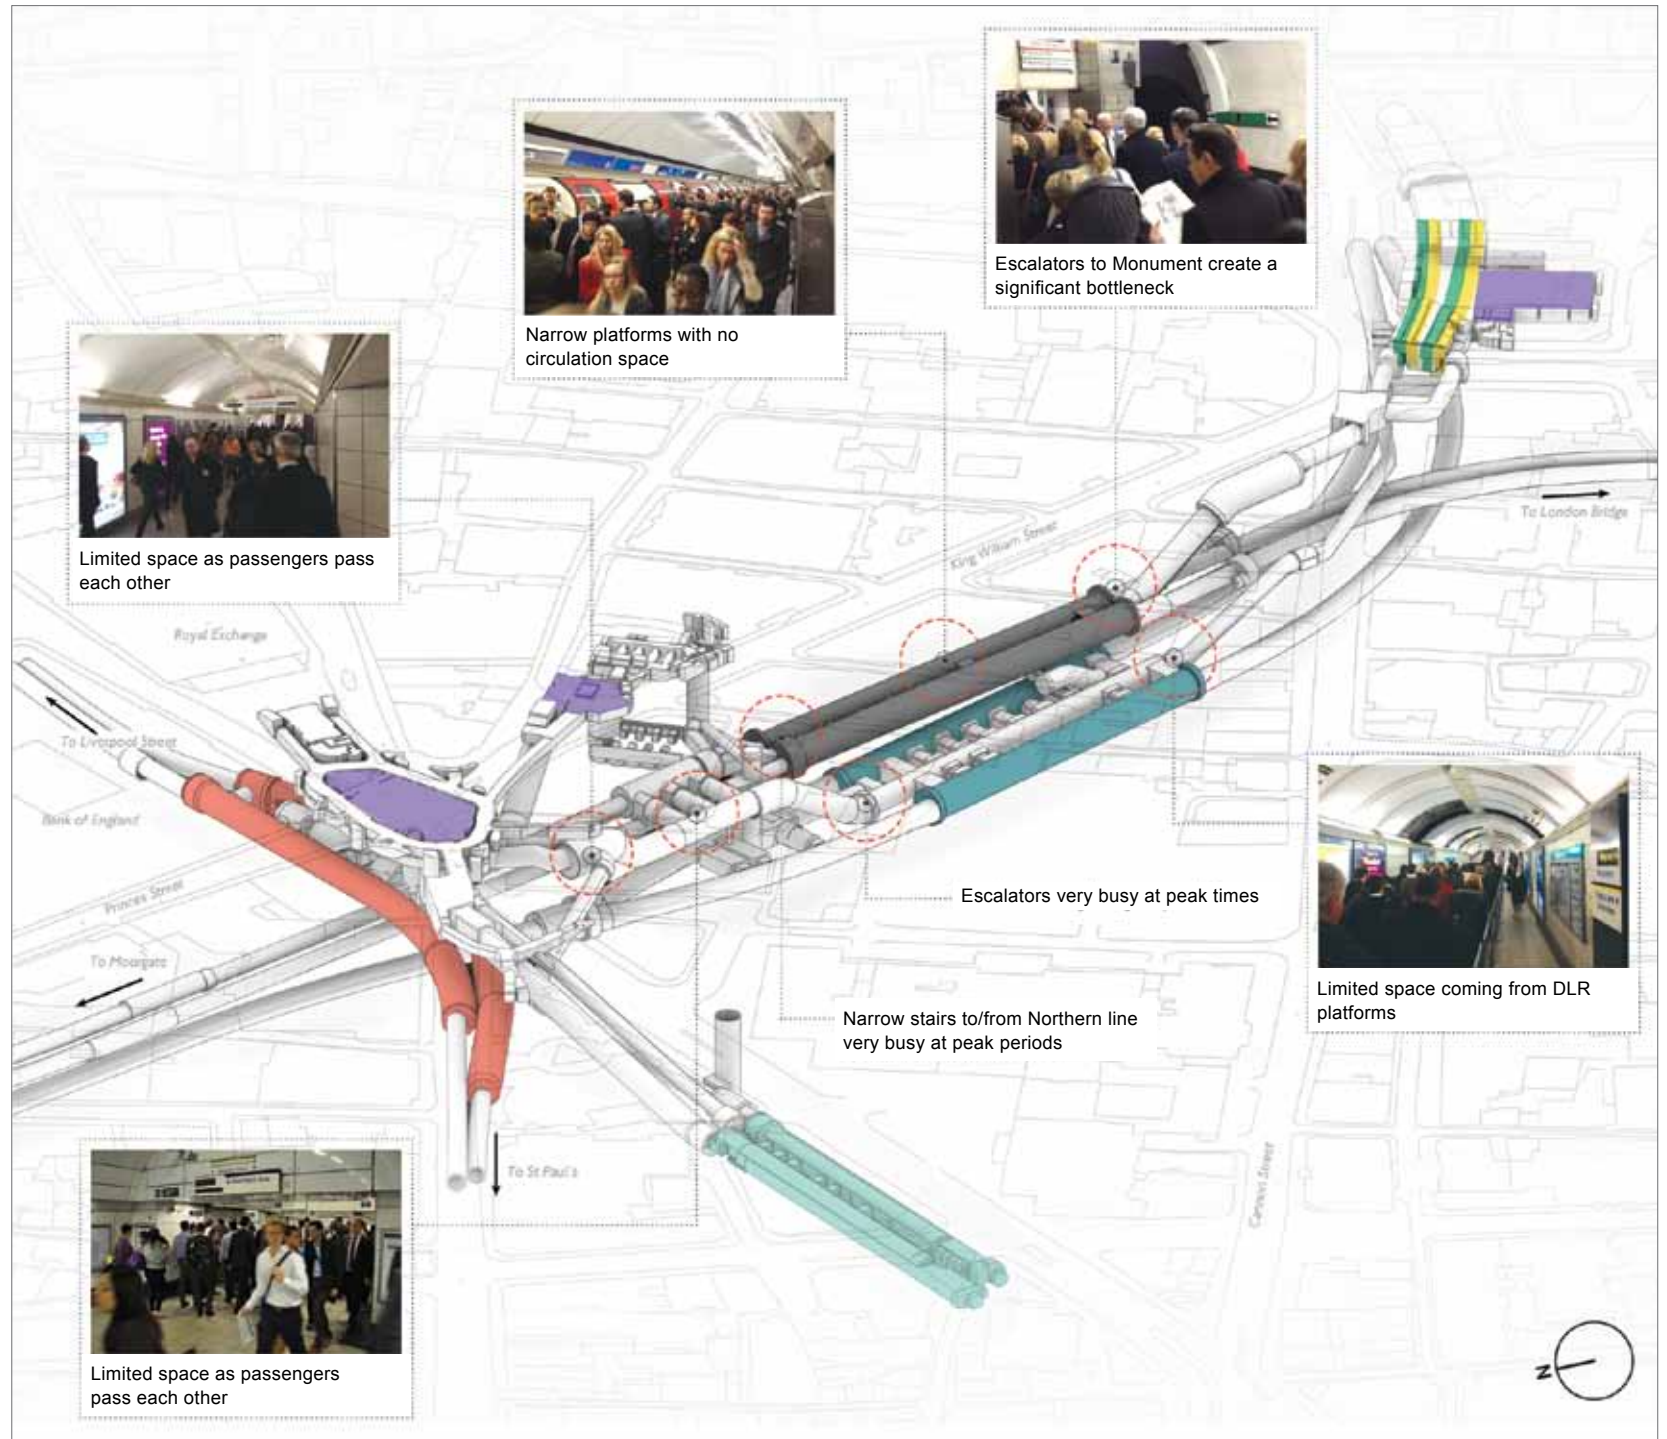 Escalators to Monument create a
significant bottleneck
Narrow platforms with no
circulation space
Limited space as passengers pass
each other
To London Bridge
King William Street
Royal Exchange
To Liverpool Street
Bank of England
Princes Street
To Moorgate
Escalators very busy at peak times
Limited space coming from DLR
platforms
Narrow stairs to/from Northern line
very busy at peak periods
To St Paul's
Cannon Street
Limited space as passengers
pass each other
N